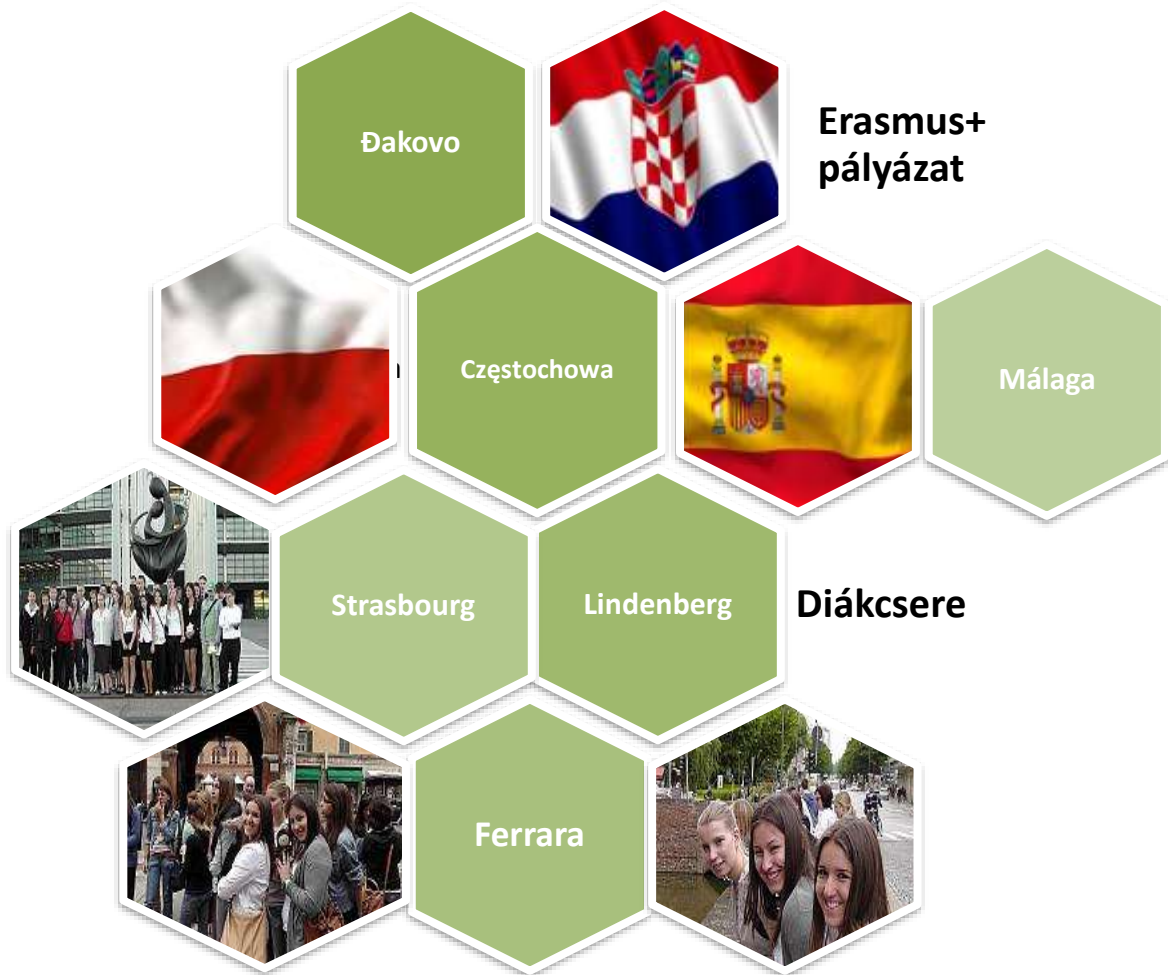 Đakovo
Erasmus+
pályázat
Częstochowa
Málaga
Strasbourg
Lindenberg
Diákcsere
Ferrara